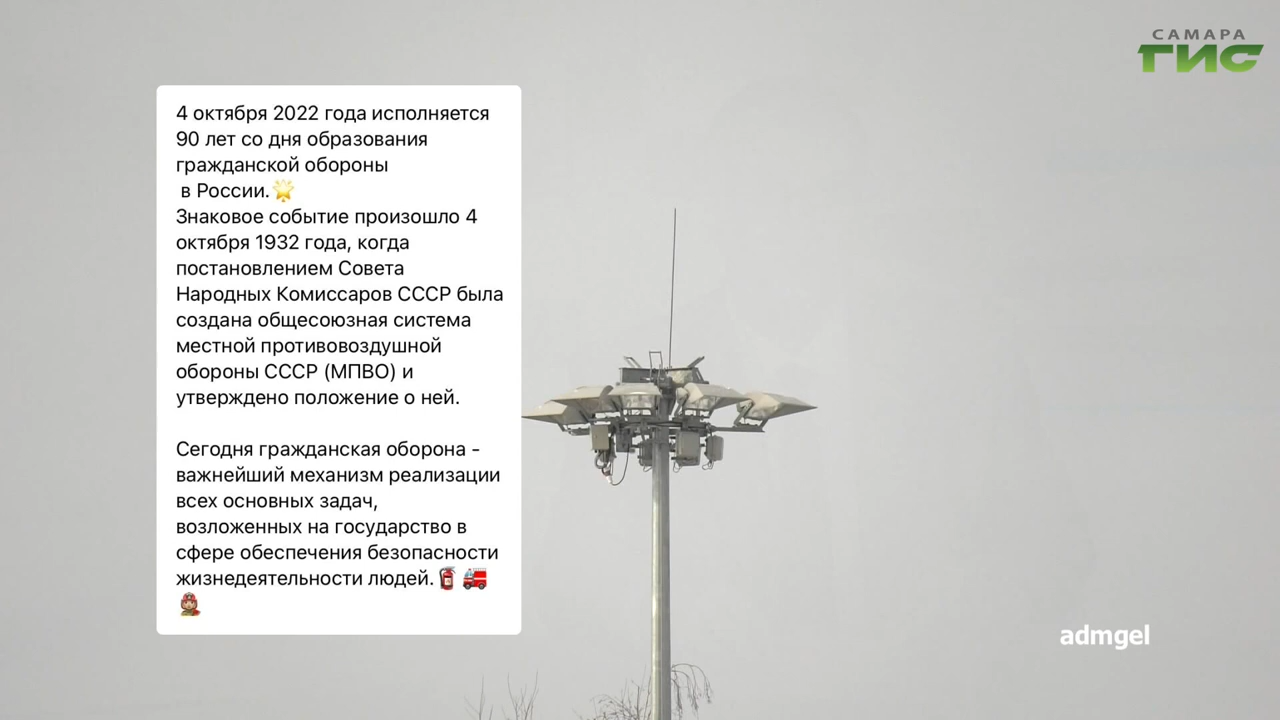 САМАРА
ГИС
4 октября 2022 года исполняется
90 лет со дня образования
гражданской обороны
в России.🌟
Знаковое событие произошло 4
октября 1932 года, когда
постановлением Совета
Народных Комиссаров СССР была
создана общесоюзная система
местной противовоздушной
обороны СССР (МПВО) и
утверждено положение о ней.
Сегодня гражданская оборона -
важнейший механизм реализации
всех основных задач,
возложенных на государство в
сфере обеспечения безопасности
жизнедеятельности людей.🧯🚒
🧑‍🚒
admgel